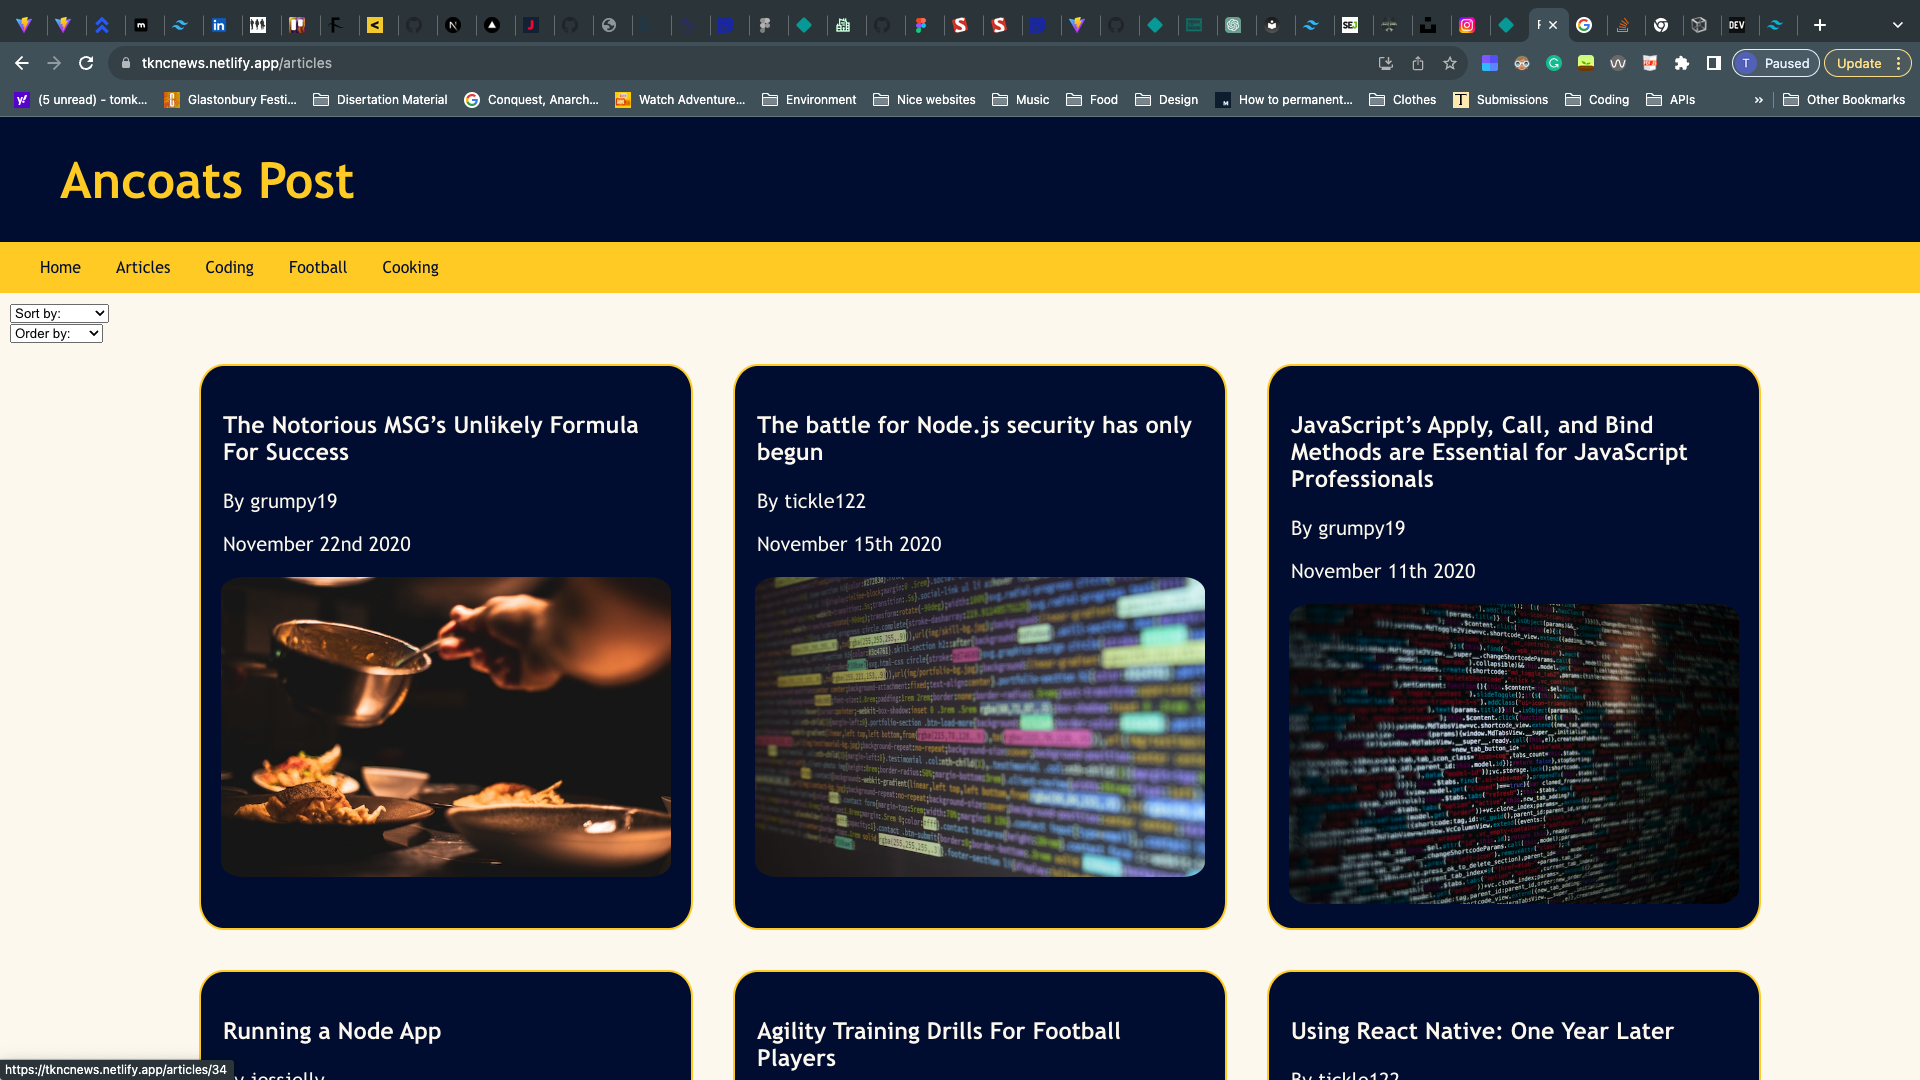 tkncnews.netlify.app/articles
Paused
Update
(5 unread) - tomk...
Glastonbury Festi...
Disertation Material
Conquest, Anarch...
Watch Adventure...
Environment
Nice websites
Music
Food
Design
How to permanent...
Clothes
Submissions
Coding
APIs
»
Other Bookmarks
Ancoats Post
Home
Articles
Coding
Football
Cooking
Sort by:
Order by:
The Notorious MSG’s Unlikely Formula
For Success
By grumpy19
November 22nd 2020
The battle for Node.js security has only
begun
By tickle122
November 15th 2020
JavaScript’s Apply, Call, and Bind
Methods are Essential for JavaScript
Professionals
By grumpy19
November 11th 2020
Running a Node App
Agility Training Drills For Football
Players
Using React Native: One Year Later
By tickle122
https://tkncnews.netlify.app/articles/34